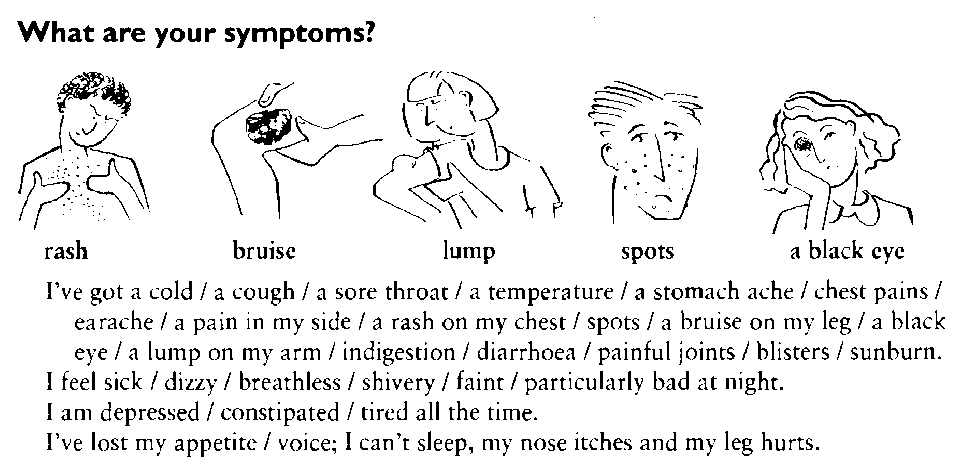 What are your symptoms?
rash bruise lump spots a black eye
I've got a cold / a cough / a sore throat / a temperature / a stomach ache / chest pains /
earache / a pain in my side / a rash on my chest / spots / a bruise on my leg / a black
eye / a lump on my arm / indigestion / diarrhoea / painful joints / blisters / sunburn.
I feel sick / dizzy / breathless / shivery / faint / particularly bad at night.
I am depressed / constipated / tired all the time.
I've lost my appetite / voice; I can't sleep, my nose itches and my leg hurts.